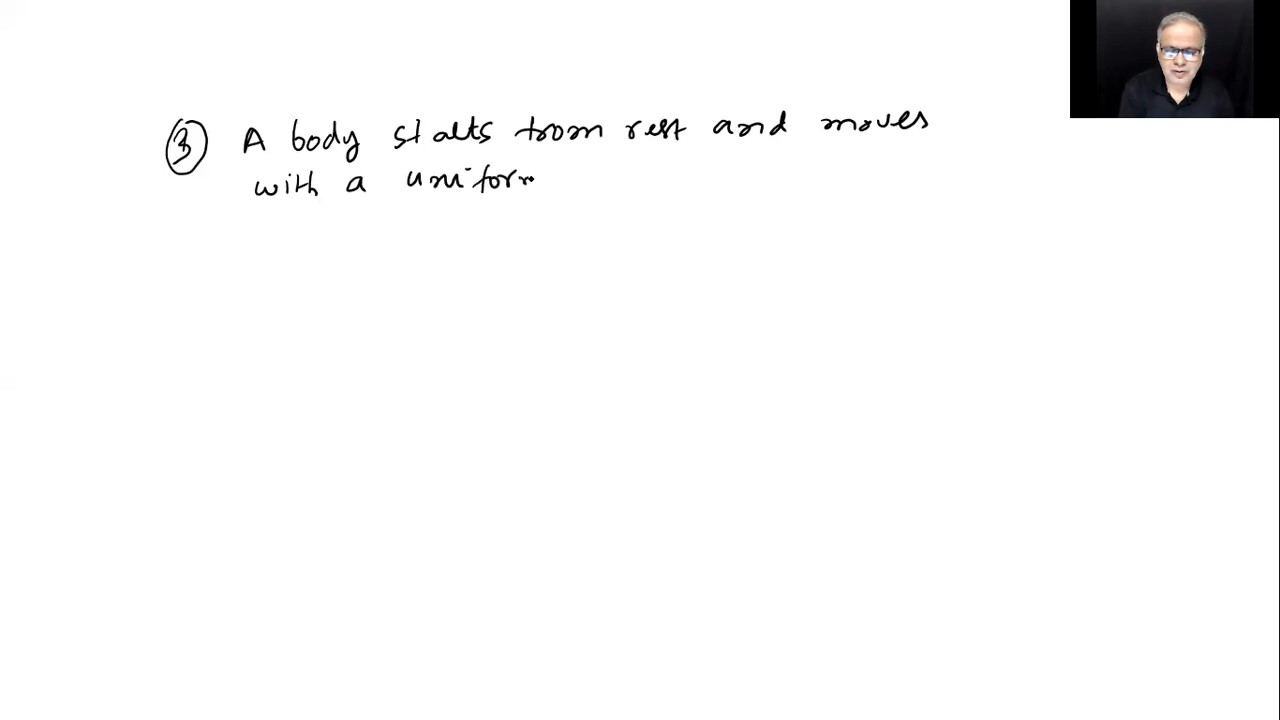 ③ A body starts from rest and moves
with a uniform